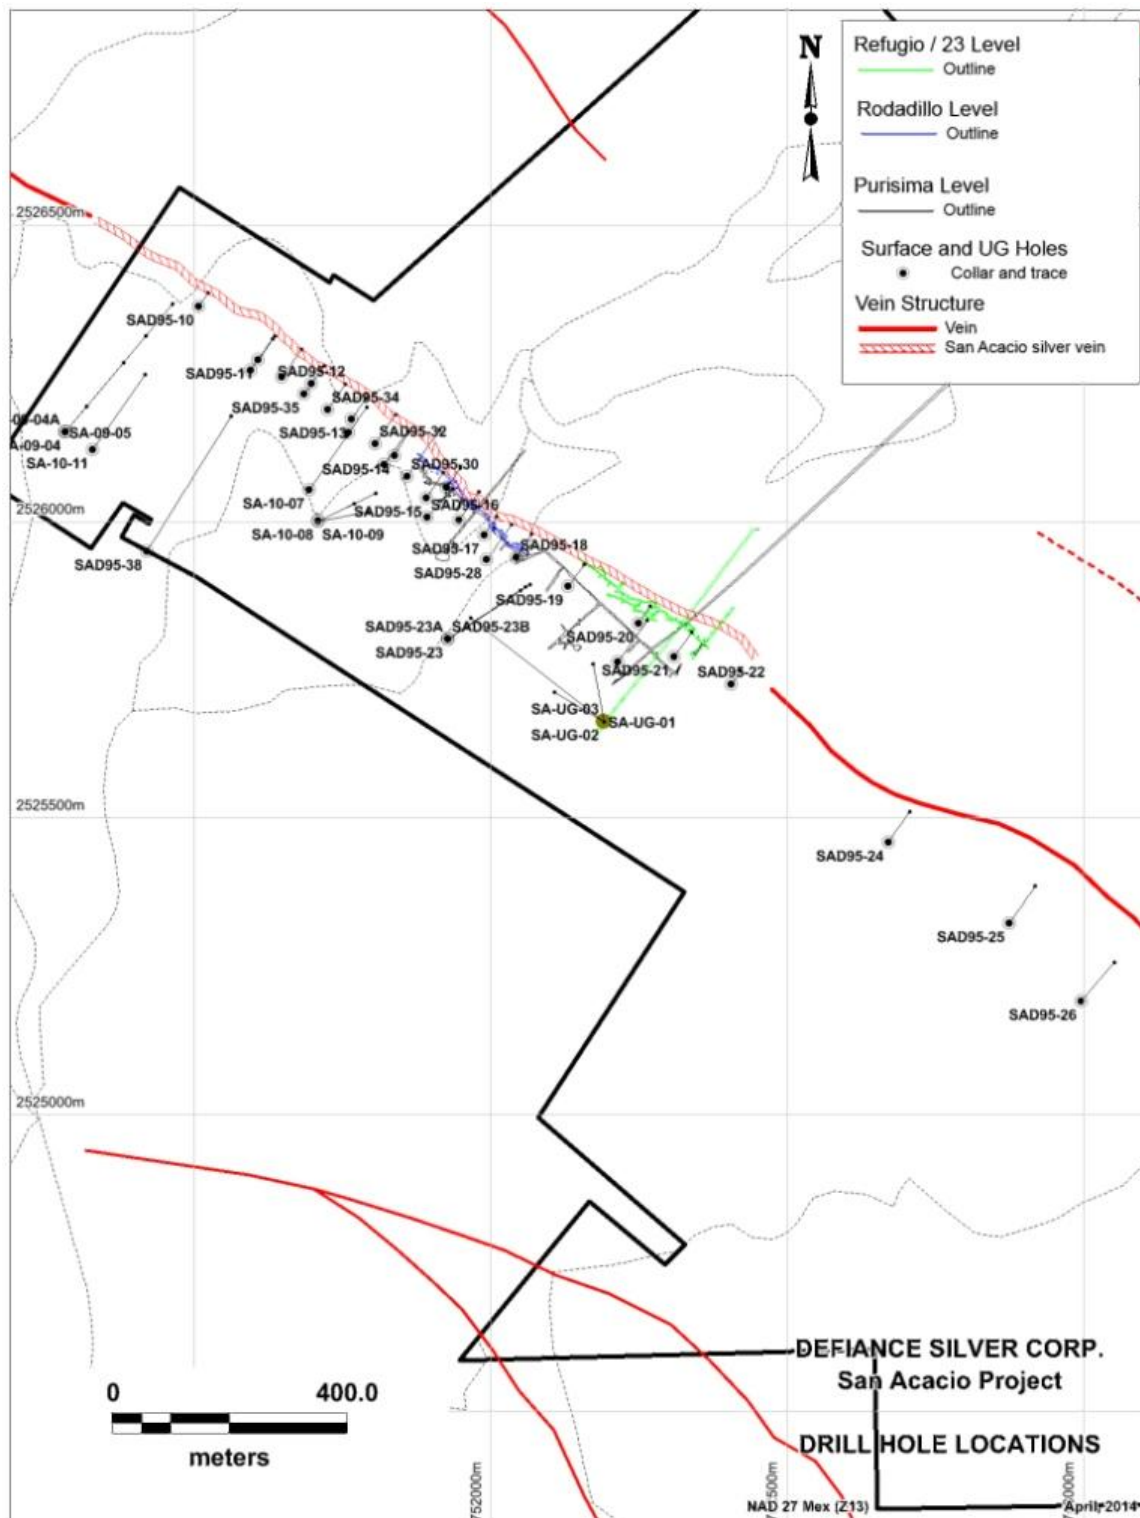 N
Refugio / 23 Level
Outline
Rodadillo Level
Outline
Purisima Level
Outline
Surface and UG Holes
Collar and trace
Vein Structure
Vein
San Acacio silver vein
2526500m
SAD95-10
SAD95-11
SAD95-12
SAD95-34
SAD95-35
SAD95-13
SAD95-32
-09-04A
SA-09-05
A-09-04
SA-10-11
SAD95-14
SAD95-30
SA-10-07
SAD95-15
SAD95-16
2526000m
SA-10-08
SA-10-09
SAD95-17
SAD95-18
SAD95-38
SAD95-28
SAD95-19
SAD95-23A
SAD95-23B
SAD95-20
SAD95-23
SAD95-21
SAD95-22
SA-UG-03
SA-UG-01
SA-UG-02
2525500m
SAD95-24
SAD95-25
SAD95-26
2525000m
DEFIANCE SILVER CORP.
San Acacio Project
0 400.0
meters
DRILL HOLE LOCATIONS
752000m
500m
000m
NAD 27 Mex (Z13)
April, 2014